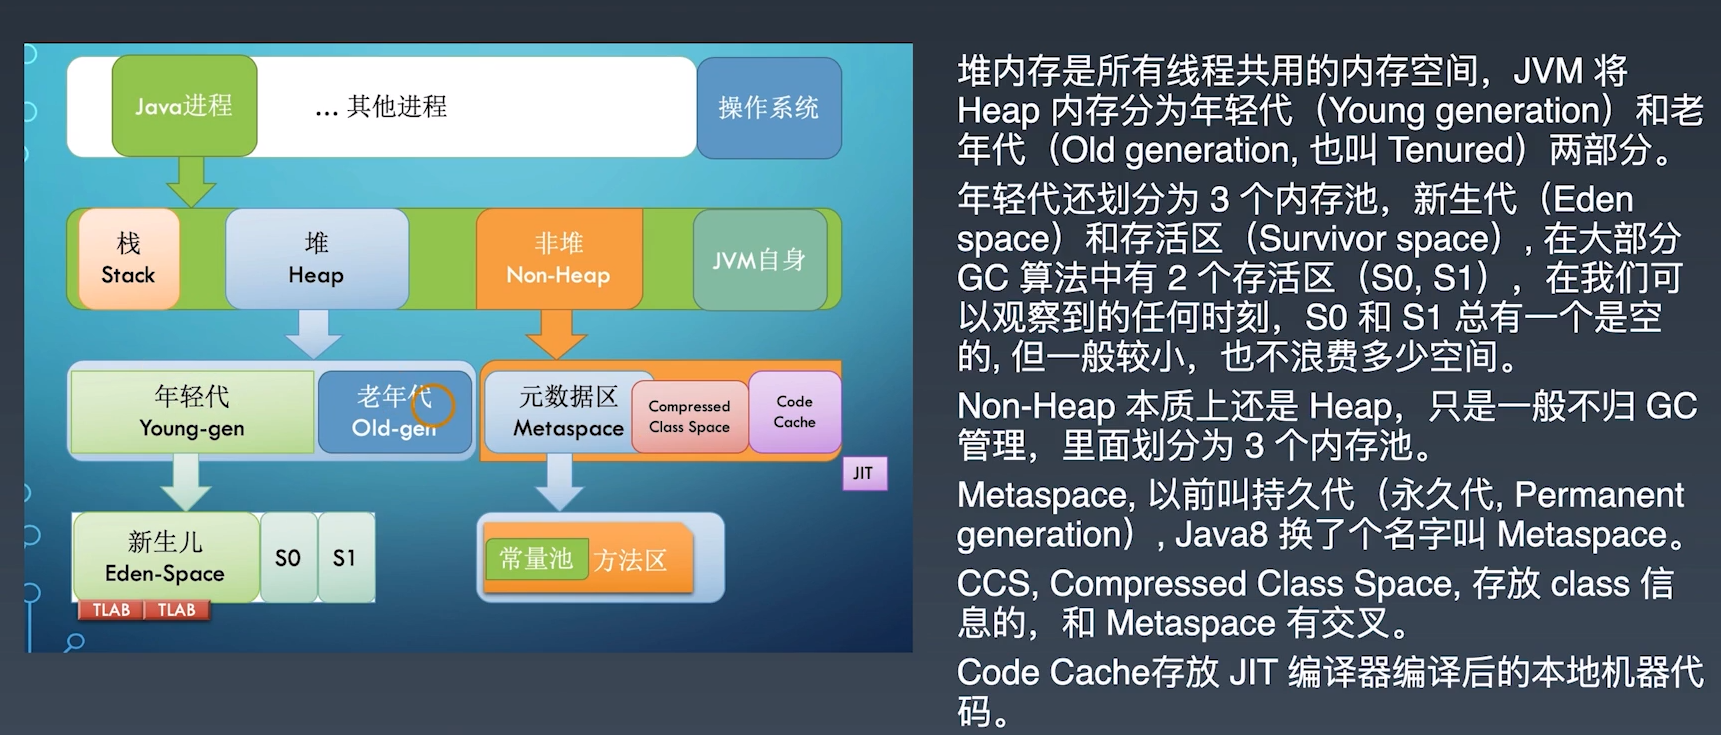 Java进程
... 其他进程
操作系统
栈
Stack
堆
Heap
非堆
Non-Heap
JVM自身
年轻代
Young-gen
老年代
Old-gen
元数据区
Metaspace
Compressed
Class Space
Code
Cache
JIT
新生儿
Eden-Space
S0
S1
TLAB
TLAB
常量池
方法区
堆内存是所有线程共用的内存空间，JVM 将
Heap 内存分为年轻代（Young generation）和老
年代（Old generation, 也叫 Tenured）两部分。
年轻代还划分为 3 个内存池，新生代（Eden
space）和存活区（Survivor space）, 在大部分
GC 算法中有 2 个存活区（S0, S1），在我们可
以观察到的任何时刻，S0 和 S1 总有一个是空
的, 但一般较小，也不浪费多少空间。
Non-Heap 本质上还是 Heap，只是一般不归 GC
管理，里面划分为 3 个内存池。
Metaspace, 以前叫持久代（永久代, Permanent
generation）, Java8 换了个名字叫 Metaspace。
CCS, Compressed Class Space, 存放 class 信
息的，和 Metaspace 有交叉。
Code Cache存放 JIT 编译器编译后的本地机器代
码。